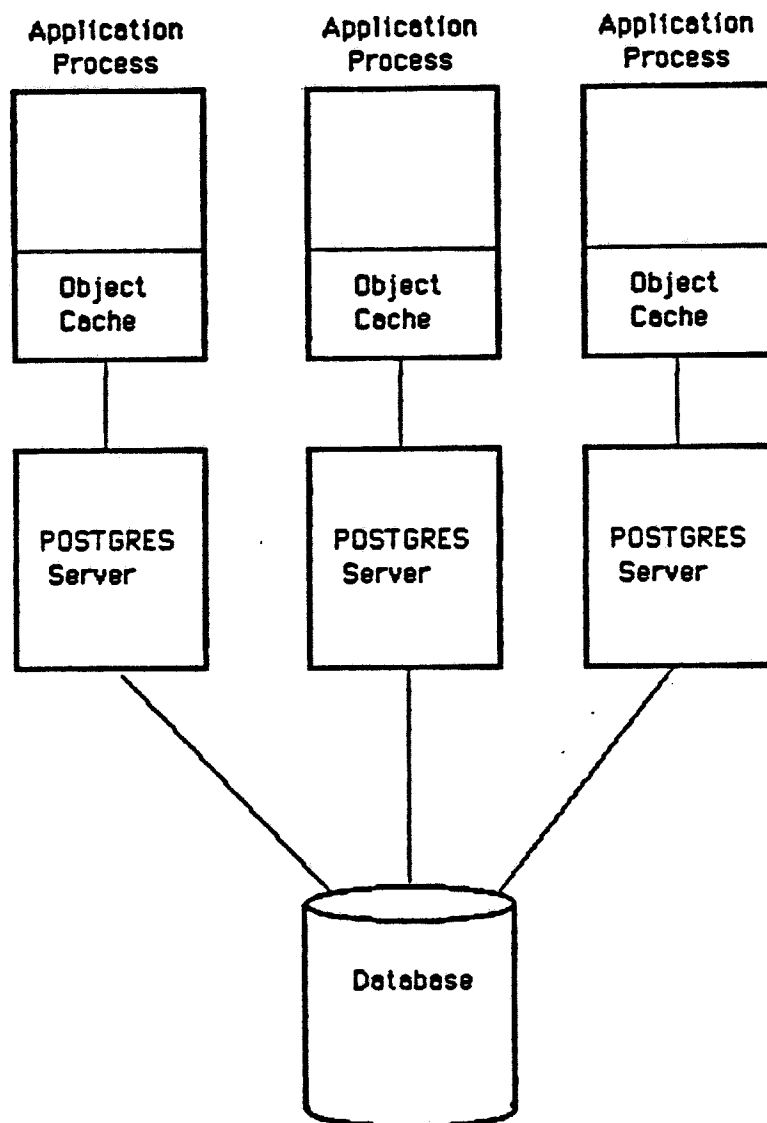 Application
Process
Application
Process
Application
Process
Object
Cache
Object
Cache
Object
Cache
POSTGRES
Server
POSTGRES
Server
POSTGRES
Server
Database